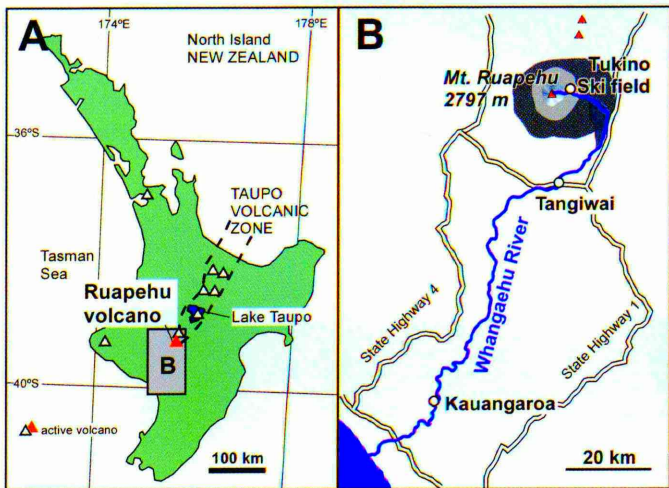 A
174°E
178°E
North Island
NEW ZEALAND
36°S
TAUPO
VOLCANIC
ZONE
Tasman
Sea
Ruapehu
volcano
Lake Taupo
B
40°S
active volcano
100 km
B
Mt. Ruapehu
2797 m
Tukino
Ski field
Tangiwai
Whangaehu River
State Highway 4
State Highway 1
Kauangaroa
20 km